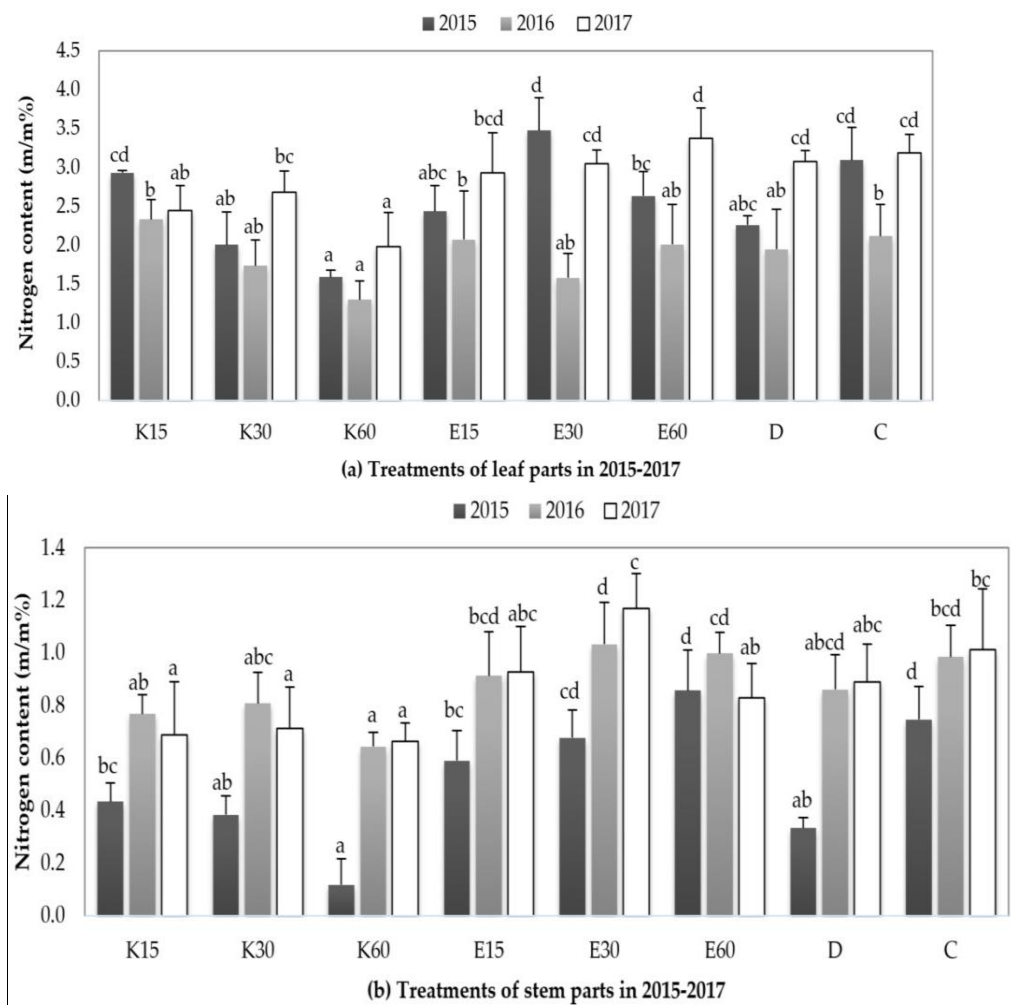 2015 2016 2017
4.5
4.0
3.5
3.0
2.5
2.0
1.5
1.0
0.5
0.0
Nitrogen content (m/m%)
cd b ab
ab ab bc
a a a
abc b bcd
d ab cd
bc ab d
abc ab cd
cd b cd
K15 K30 K60 E15 E30 E60 D C
(a) Treatments of leaf parts in 2015-2017
2015 2016 2017
1.4
1.2
1.0
0.8
0.6
0.4
0.2
0.0
Nitrogen content (m/m%)
bc ab a
ab abc a
a a a
bc bcd abc
cd d c
d cd ab
ab abcd abc
d bcd bc
K15 K30 K60 E15 E30 E60 D C
(b) Treatments of stem parts in 2015-2017